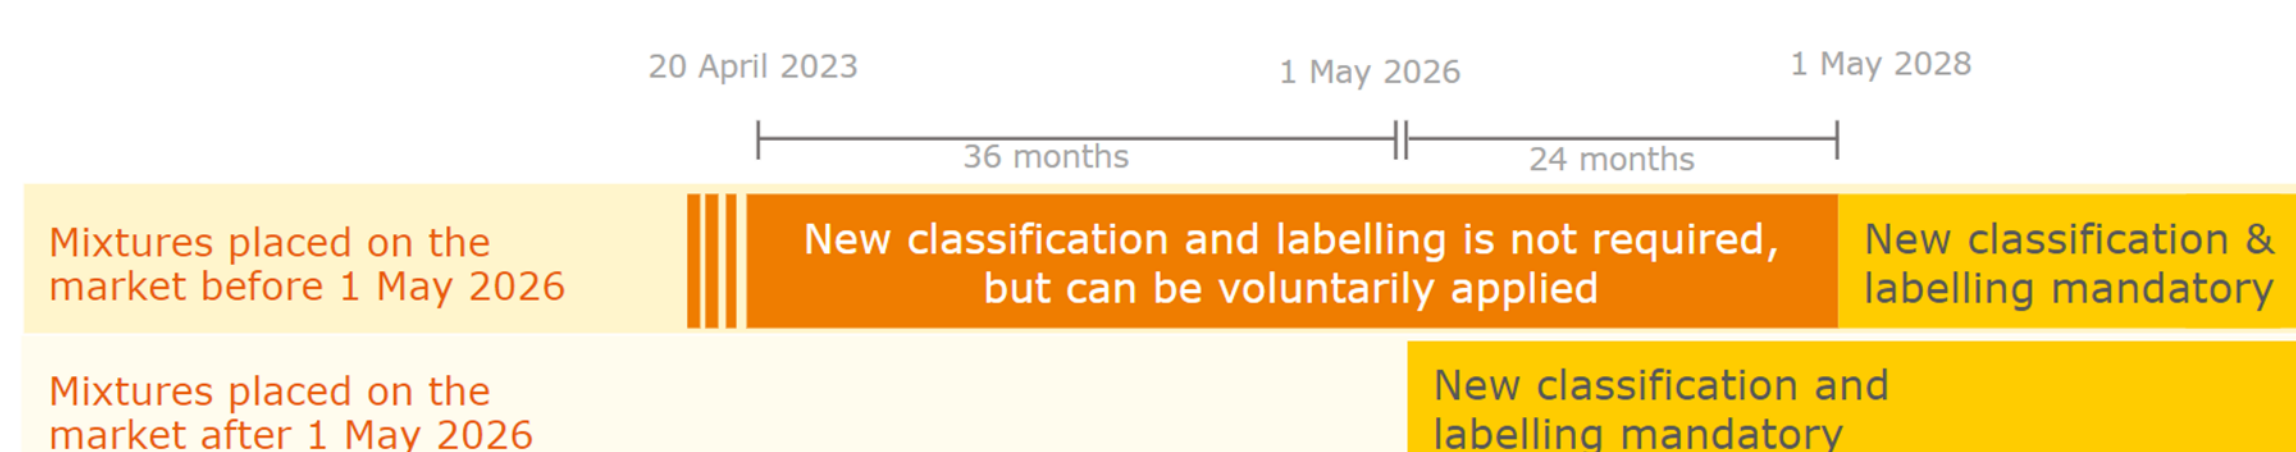 20 April 2023
1 May 2026
1 May 2028
36 months
24 months
Mixtures placed on the
market before 1 May 2026
New classification and labelling is not required,
but can be voluntarily applied
New classification &
labelling mandatory
Mixtures placed on the
market after 1 May 2026
New classification and
labelling mandatory